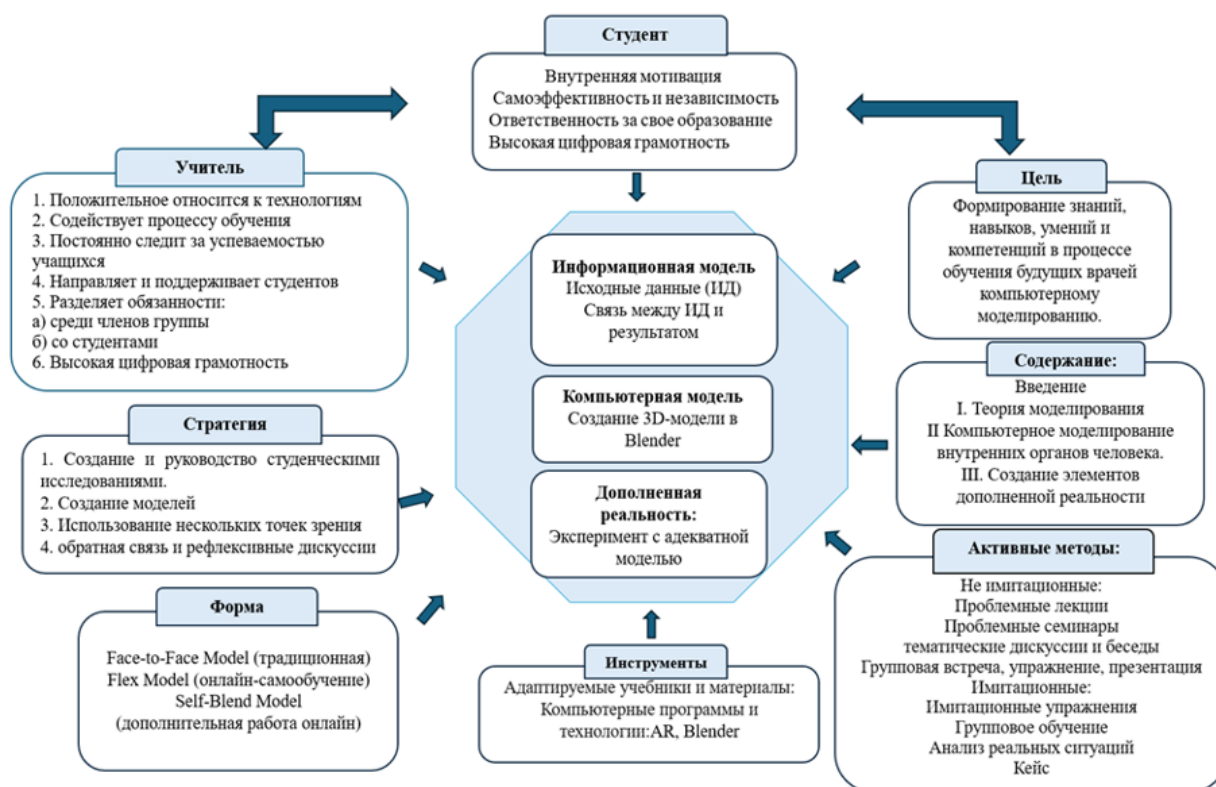 Студент
Внутренняя мотивация
Самоэффективность и независимость
Ответственность за свое образование
Высокая цифровая грамотность
Учитель
1. Положительное относится к технологиям
2. Содействует процессу обучения
3. Постоянно следит за успеваемостью
учащихся
4. Направляет и поддерживает студентов
5. Разделяет обязанности:
а) среди членов группы
б) со студентами
6. Высокая цифровая грамотность
Цель
Формирование знаний,
навыков, умений и
компетенций в процессе
обучения будущих врачей
компьютерному
моделированию.
Информационная модель
Исходные данные (ИД)
Связь между ИД и
результатом
Компьютерная модель
Создание 3D-модели в
Blender
Дополненная
реальность:
Эксперимент с адекватной
моделью
Содержание:
Введение
I. Теория моделирования
II Компьютерное моделирование
внутренних органов человека.
III. Создание элементов
дополненной реальности
Стратегия
1. Создание и руководство студенческими
исследованиями.
2. Создание моделей
3. Использование нескольких точек зрения
4. обратная связь и рефлексивные дискуссии
Форма
Face-to-Face Model (традиционная)
Flex Model (онлайн-самообучение)
Self-Blend Model
(дополнительная работа онлайн)
Инструменты
Адаптируемые учебники и материалы:
Компьютерные программы и
технологии:AR, Blender
Активные методы:
Не имитационные:
Проблемные лекции
Проблемные семинары
тематические дискуссии и беседы
Групповая встреча, упражнение, презентация
Имитационные:
Имитационные упражнения
Групповое обучение
Анализ реальных ситуаций
Кейс